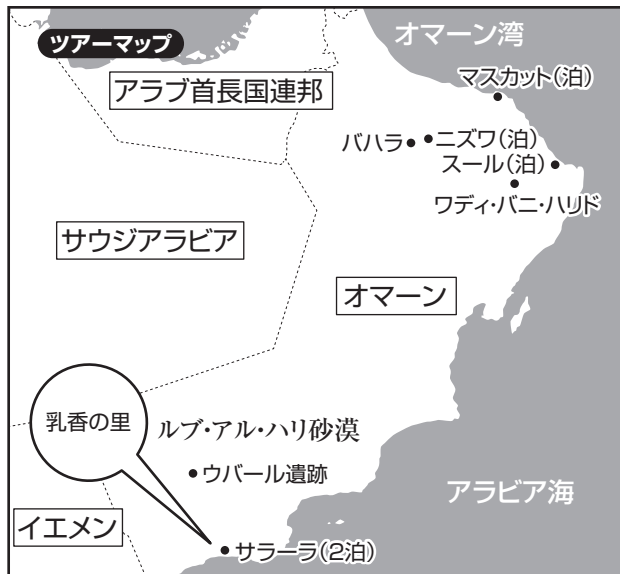 ツアーマップ
オマーン湾
アラブ首長国連邦
マスカット(泊)
バハラ
ニズワ(泊)
スール(泊)
ワディ・バニ・ハリド
サウジアラビア
オマーン
乳香の里
ルブ・アル・ハリ砂漠
ウバール遺跡
アラビア海
イエメン
サラーラ(2泊)